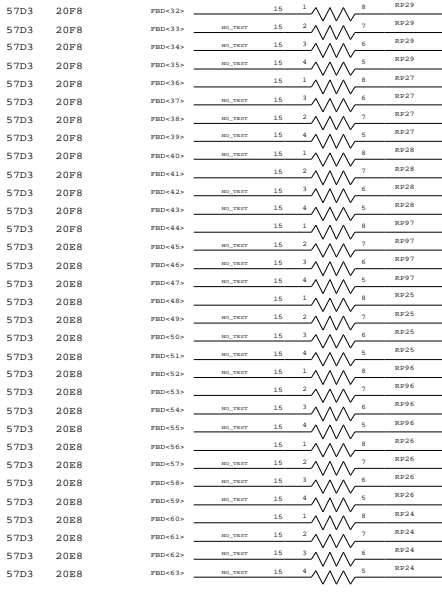 57D3 20F8 FBD<32> 15 1 8 RP29
57D3 20F8 FBD<33> NO_TEST 15 2 7 RP29
57D3 20F8 FBD<34> NO_TEST 15 3 6 RP29
57D3 20F8 FBD<35> NO_TEST 15 4 5 RP29
57D3 20F8 FBD<36> 15 1 8 RP27
57D3 20F8 FBD<37> NO_TEST 15 3 6 RP27
57D3 20F8 FBD<38> NO_TEST 15 2 7 RP27
57D3 20F8 FBD<39> NO_TEST 15 4 5 RP27
57D3 20F8 FBD<40> NO_TEST 15 1 8 RP28
57D3 20F8 FBD<41> 15 2 7 RP28
57D3 20F8 FBD<42> NO_TEST 15 3 6 RP28
57D3 20F8 FBD<43> NO_TEST 15 4 5 RP28
57D3 20F8 FBD<44> 15 1 8 RP97
57D3 20E8 FBD<45> NO_TEST 15 2 7 RP97
57D3 20E8 FBD<46> NO_TEST 15 3 6 RP97
57D3 20E8 FBD<47> NO_TEST 15 4 5 RP97
57D3 20E8 FBD<48> 15 1 8 RP25
57D3 20E8 FBD<49> NO_TEST 15 2 7 RP25
57D3 20E8 FBD<50> NO_TEST 15 3 6 RP25
57D3 20E8 FBD<51> NO_TEST 15 4 5 RP25
57D3 20E8 FBD<52> NO_TEST 15 1 8 RP96
57D3 20E8 FBD<53> 15 2 7 RP96
57D3 20E8 FBD<54> NO_TEST 15 3 6 RP96
57D3 20E8 FBD<55> NO_TEST 15 4 5 RP96
57D3 20E8 FBD<56> 15 1 8 RP26
57D3 20E8 FBD<57> NO_TEST 15 2 7 RP26
57D3 20E8 FBD<58> NO_TEST 15 3 6 RP26
57D3 20E8 FBD<59> NO_TEST 15 4 5 RP26
57D3 20E8 FBD<60> 15 1 8 RP24
57D3 20E8 FBD<61> NO_TEST 15 2 7 RP24
57D3 20E8 FBD<62> NO_TEST 15 3 6 RP24
57D3 20E8 FBD<63> NO_TEST 15 4 5 RP24